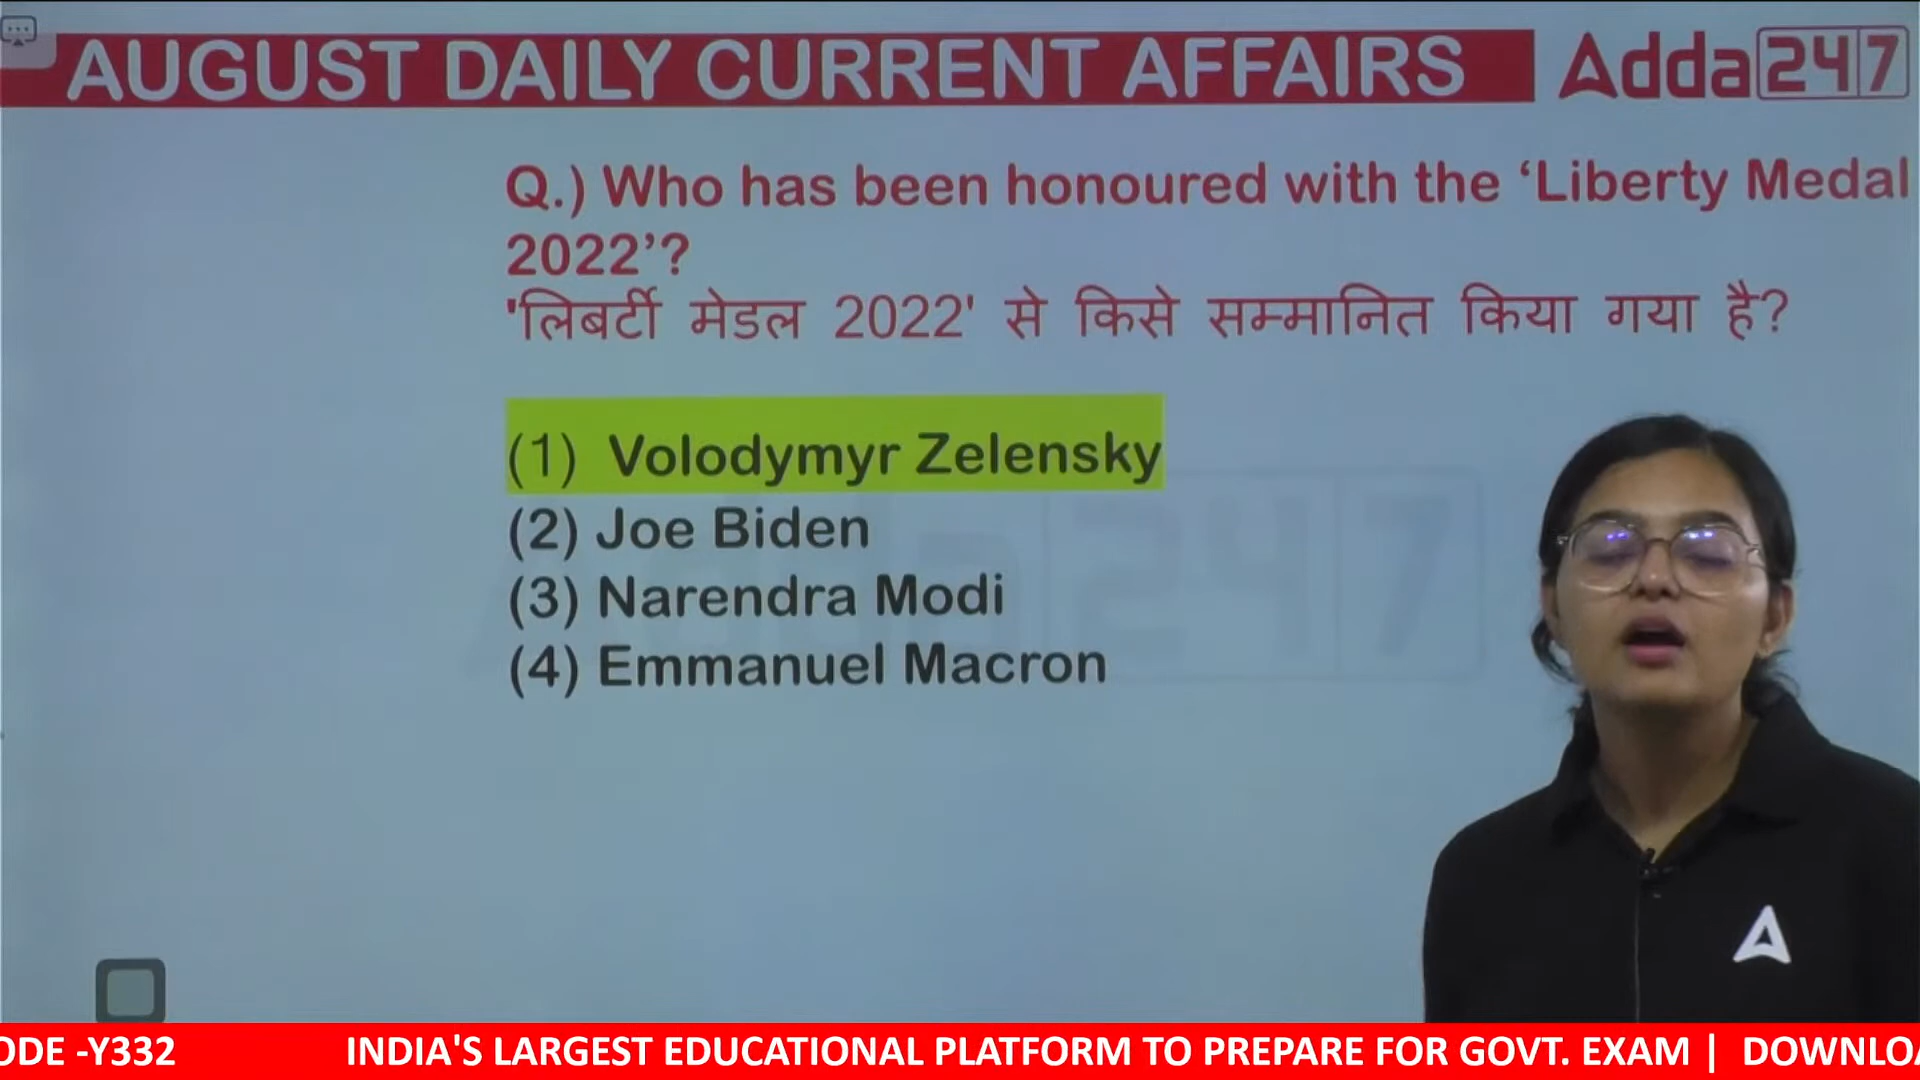 AUGUST DAILY CURRENT AFFAIRS
Adda247
Q.) Who has been honoured with the ‘Liberty Medal
2022’?
'लिबर्टी मेडल 2022' से किसे सम्मानित किया गया है?
(1) Volodymyr Zelensky
(2) Joe Biden
(3) Narendra Modi
(4) Emmanuel Macron
ODE -Y332 INDIA'S LARGEST EDUCATIONAL PLATFORM TO PREPARE FOR GOVT. EXAM | DOWNLOA